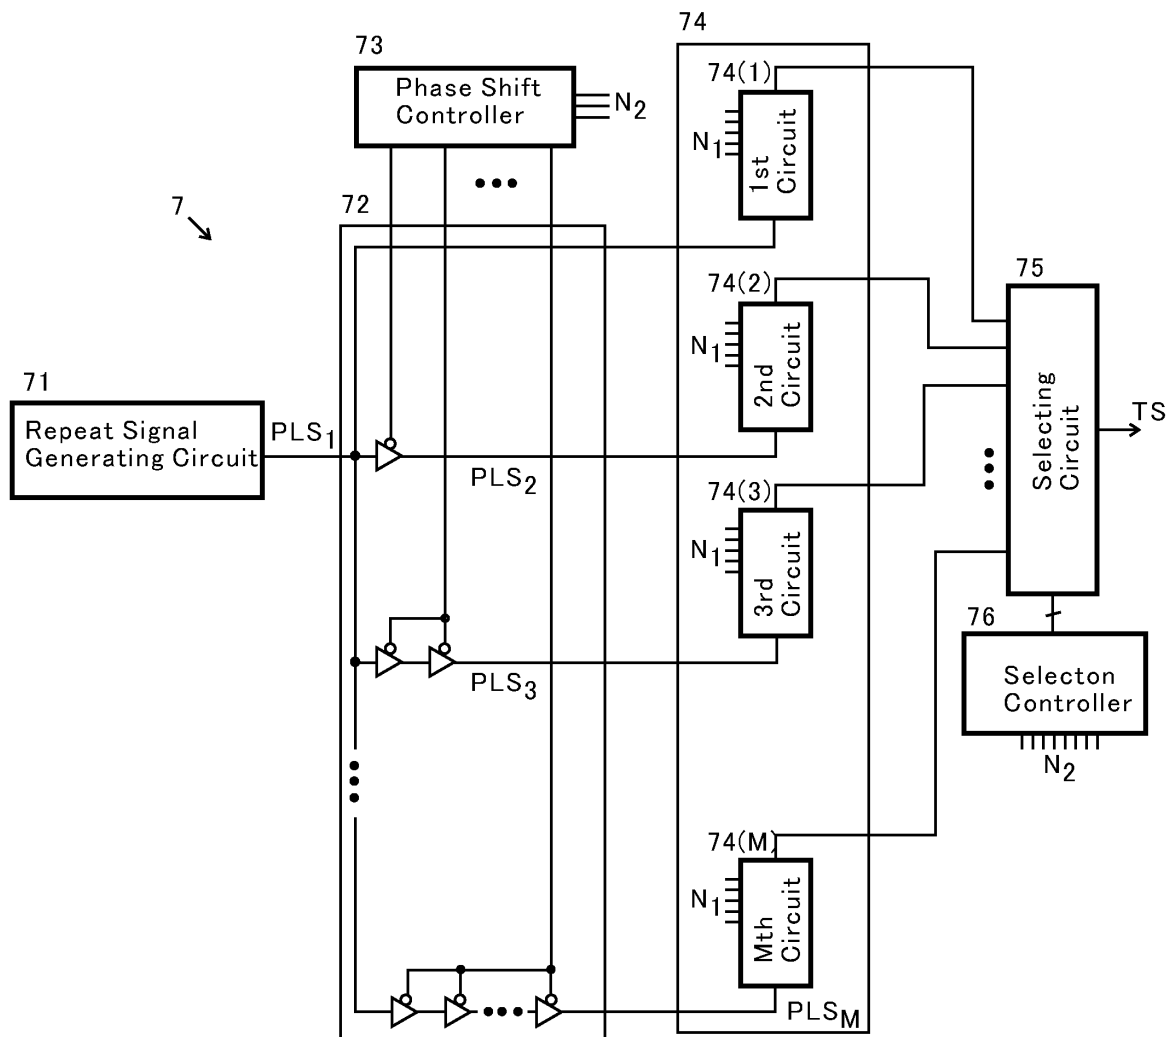 73
Phase Shift
Controller
N2
74
74(1)
N1
1st
Circuit
7
72
74(2)
N1
2nd
Circuit
75
Selecting
Circuit
TS
71
Repeat Signal
Generating Circuit
PLS1
PLS2
74(3)
N1
3rd
Circuit
PLS3
76
Selecton
Controller
N2
74(M)
N1
Mth
Circuit
PLSM